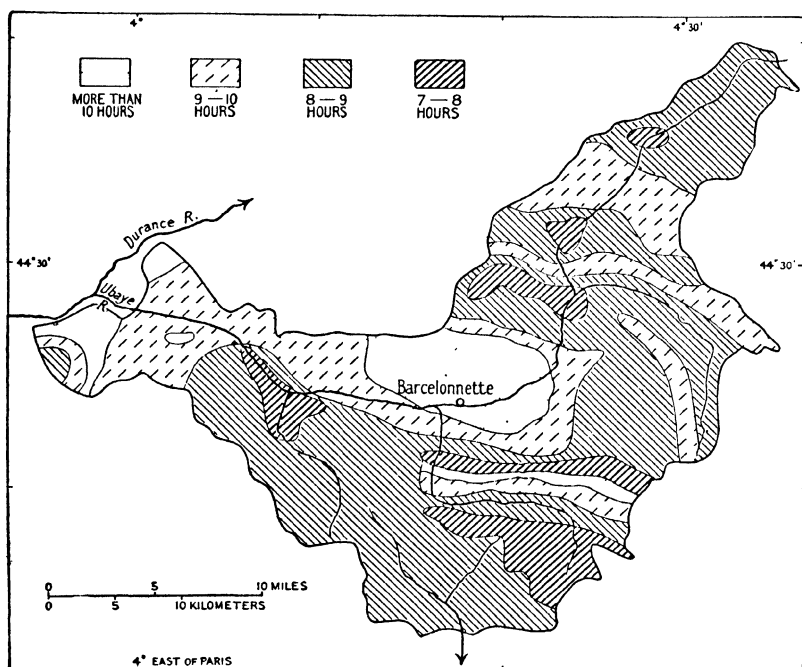 4° 4° 30'
MORE THAN
10 HOURS
9 — 10
HOURS
8 — 9
HOURS
7 — 8
HOURS
Durance R.
44° 30'
44° 30'
Ubaye
R.
Barcelonnette
0 5 10 MILES
0 5 10 KILOMETERS
4° EAST OF PARIS